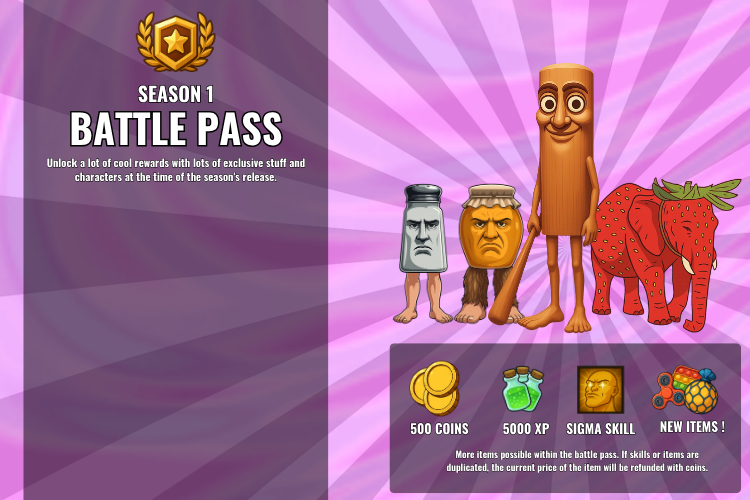 SEASON 1
BATTLE PASS
Unlock a lot of cool rewards with lots of exclusive stuff and
characters at the time of the season's release.
500 COINS
5000 XP
SIGMA SKILL
NEW ITEMS !
More items possible within the battle pass. If skills or items are
duplicated, the current price of the item will be refunded with coins.